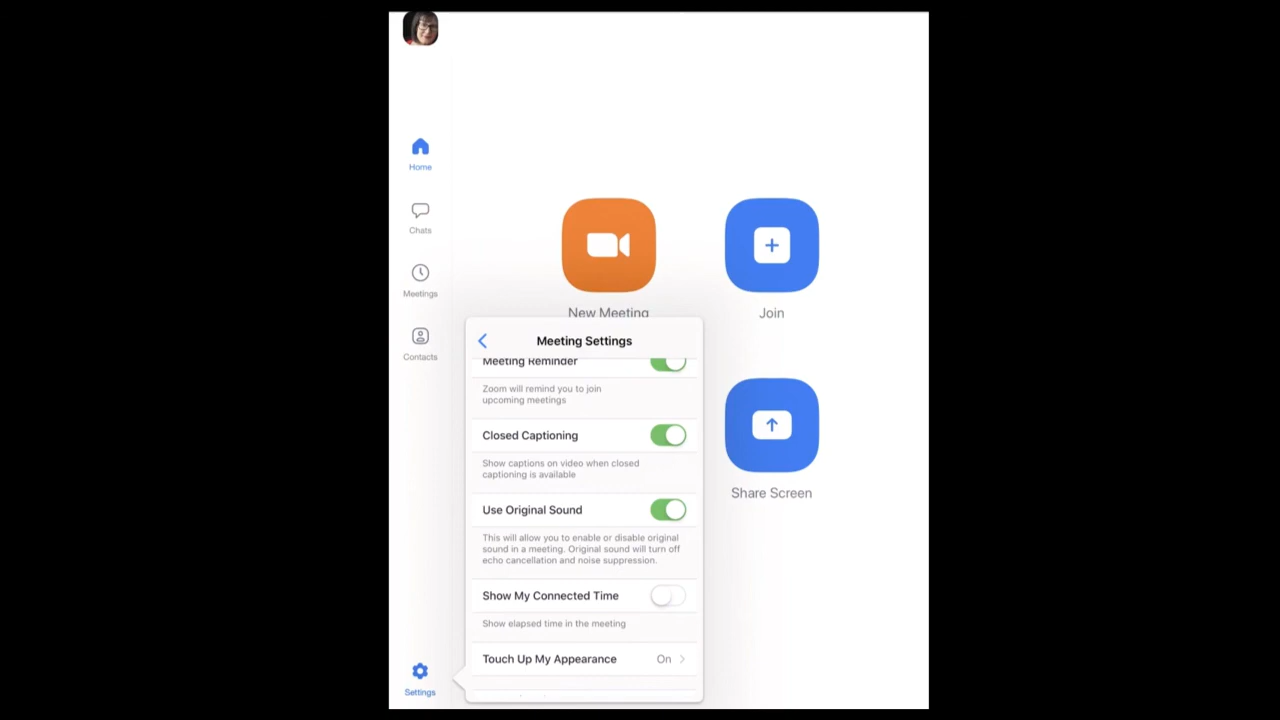 Home
Chats
Meetings
Contacts
New Meeting
Join
Share Screen
Meeting Settings
Meeting Reminder
Zoom will remind you to join
upcoming meetings
Closed Captioning
Show captions on video when closed
captioning is available
Use Original Sound
This will allow you to enable or disable original
sound in a meeting. Original sound will turn off
echo cancellation and noise suppression.
Show My Connected Time
Show elapsed time in the meeting
Touch Up My Appearance On
Settings